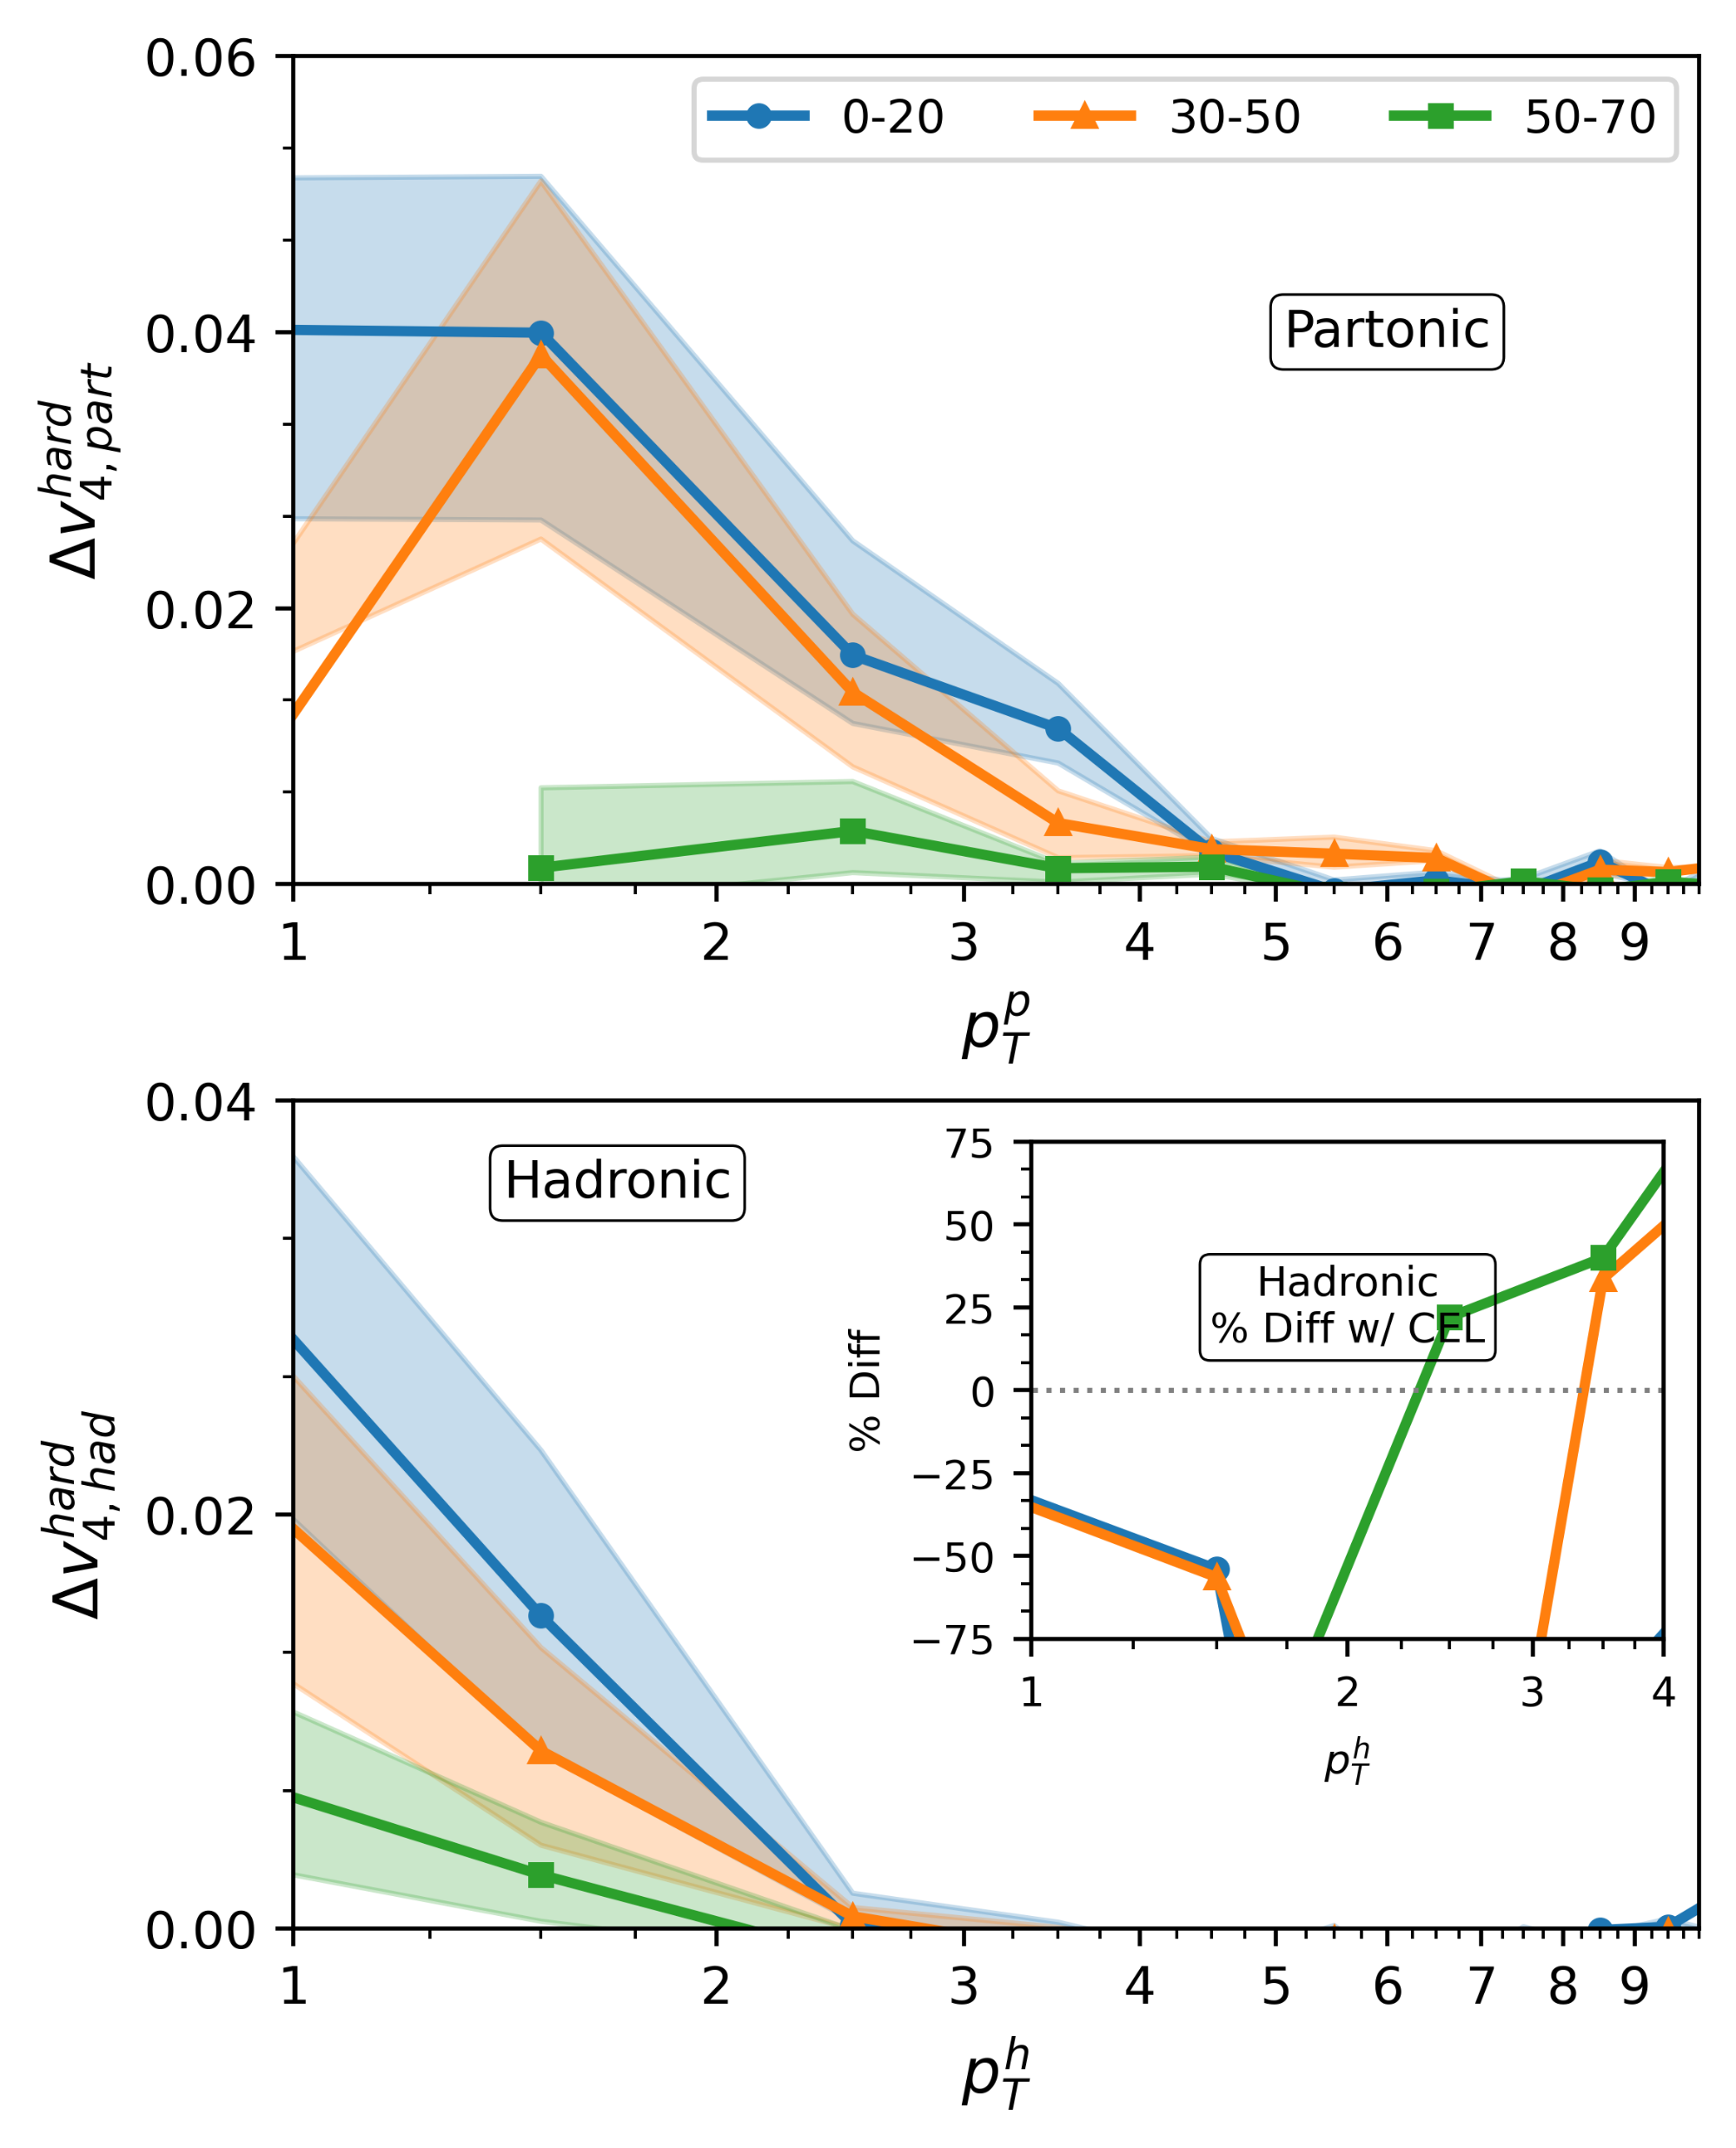 0.06
0.04
0.02
0.00
Δv^{hard}_{4, part}
0-20 30-50 50-70
Partonic
1 2 3 4 5 6 7 8 9
p^p_T
0.04
0.02
0.00
Δv^{hard}_{4, had}
Hadronic
75
50
25
0
−25
−50
−75
% Diff
Hadronic
% Diff w/ CEL
1 2 3 4
p^h_T
1 2 3 4 5 6 7 8 9
p^h_T